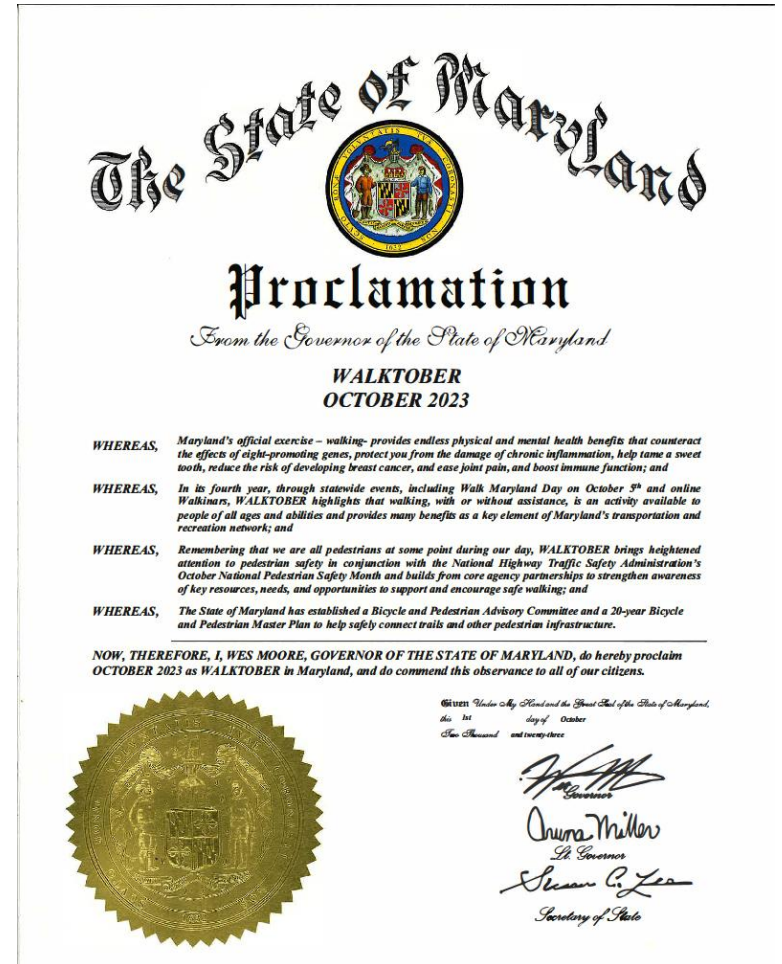 The State of Maryland
Proclamation
From the Governor of the State of Maryland
WALKTOBER
OCTOBER 2023
WHEREAS, Maryland's official exercise – walking- provides endless physical and mental health benefits that counteract
the effects of eight-promoting genes, protect you from the damage of chronic inflammation, help tame a sweet
tooth, reduce the risk of developing breast cancer, and ease joint pain, and boost immune function; and
WHEREAS, In its fourth year, through statewide events, including Walk Maryland Day on October 5th and online
Walkinars, WALKTOBER highlights that walking, with or without assistance, is an activity available to
people of all ages and abilities and provides many benefits as a key element of Maryland's transportation and
recreation network; and
WHEREAS, Remembering that we are all pedestrians at some point during our day, WALKTOBER brings heightened
attention to pedestrian safety in conjunction with the National Highway Traffic Safety Administration's
October National Pedestrian Safety Month and builds from core agency partnerships to strengthen awareness
of key resources, needs, and opportunities to support and encourage safe walking; and
WHEREAS, The State of Maryland has established a Bicycle and Pedestrian Advisory Committee and a 20-year Bicycle
and Pedestrian Master Plan to help safely connect trails and other pedestrian infrastructure.
NOW, THEREFORE, I, WES MOORE, GOVERNOR OF THE STATE OF MARYLAND, do hereby proclaim
OCTOBER 2023 as WALKTOBER in Maryland, and do commend this observance to all of our citizens.
Given Under My Hand and the Great Seal of the State of Maryland,
this 1st day of October
Two Thousand and twenty-three
Governor
Aruna Miller
Lt. Governor
Susan C. Lee
Secretary of State